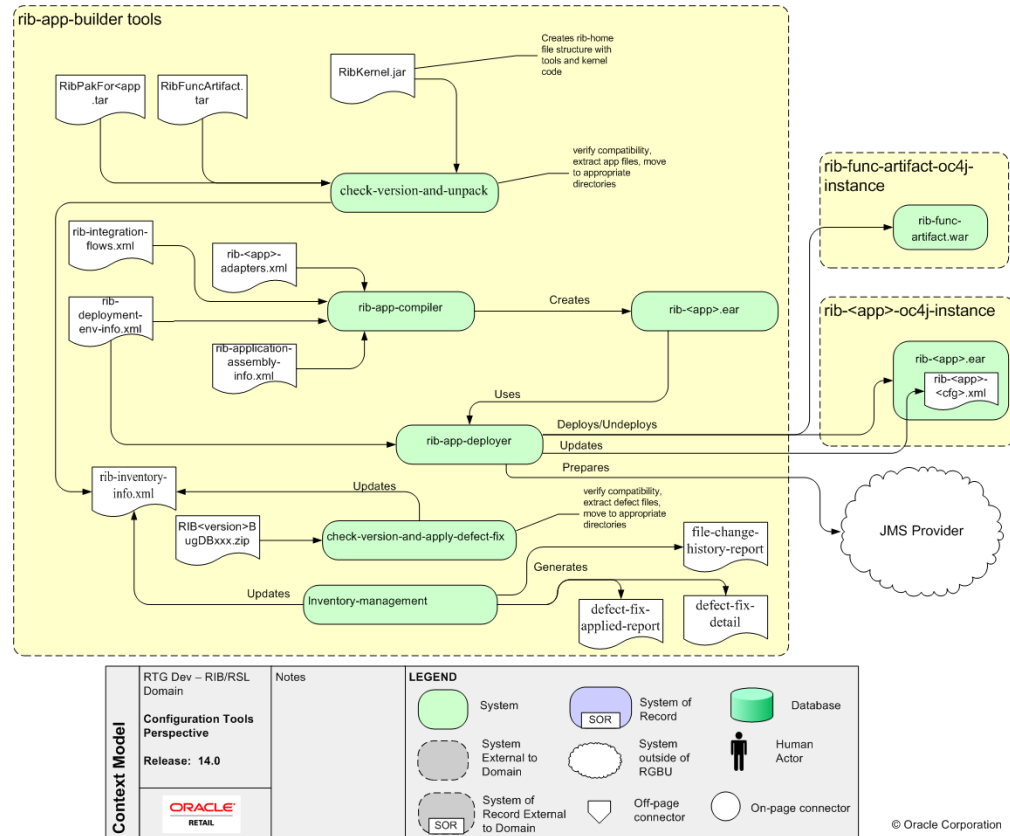 rib-app-builder tools
Creates rib-home
file structure with
tools and kernel
code
RibPakFor<app
.tar
RibFuncArtifact.
tar
RibKernel.jar
verify compatibility,
extract app files, move
to appropriate
directories
check-version-and-unpack
rib-func-artifact-oc4j-
instance
rib-func-
artifact.war
rib-integration-
flows.xml
rib-<app>-
adapters.xml
rib-
deployment-
env-info.xml
rib-app-compiler
Creates
rib-<app>.ear
rib-application-
assembly-
info.xml
rib-<app>-oc4j-instance
rib-<app>.ear
rib-<app>-
<cfg>.xml
Uses
rib-app-deployer
Deploys/Undeploys
Updates
Prepares
JMS Provider
rib-inventory-
info.xml
Updates
verify compatibility,
extract defect files,
move to appropriate
directories
RIB<version>B
ugDBxxx.zip
check-version-and-apply-defect-fix
file-change-
history-report
Generates
Updates
Inventory-management
defect-fix-
applied-report
defect-fix-
detail
Context Model
RTG Dev – RIB/RSL
Domain
Configuration Tools
Perspective
Release: 14.0
ORACLE®
RETAIL
Notes
LEGEND
System
SOR
System of
Record
Database
System
External to
Domain
System
outside of
RGBU
Human
Actor
SOR
System of
Record External
to Domain
Off-page
connector
On-page connector
© Oracle Corporation